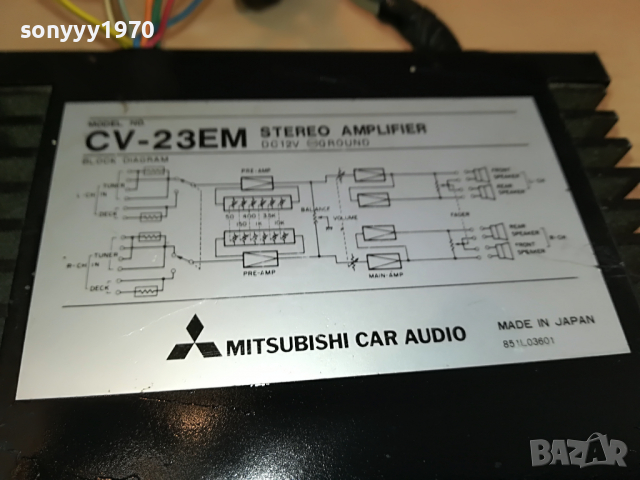 sonyyy1970
MODEL NO.
CV-23EM STEREO AMPLIFIER
DC12V ⊖GROUND
BLOCK DIAGRAM
PRE-AMP
TUNER
L-CH IN
DECK
50 400 3.5K
150 1K 10K
BALANCE
VOLUME
FADER
FRONT SPEAKER
REAR SPEAKER
L-CH
TUNER
R-CH IN
DECK
PRE-AMP
MAIN-AMP
REAR SPEAKER
FRONT SPEAKER
R-CH
MITSUBISHI CAR AUDIO
MADE IN JAPAN
851L03601
BAZAR